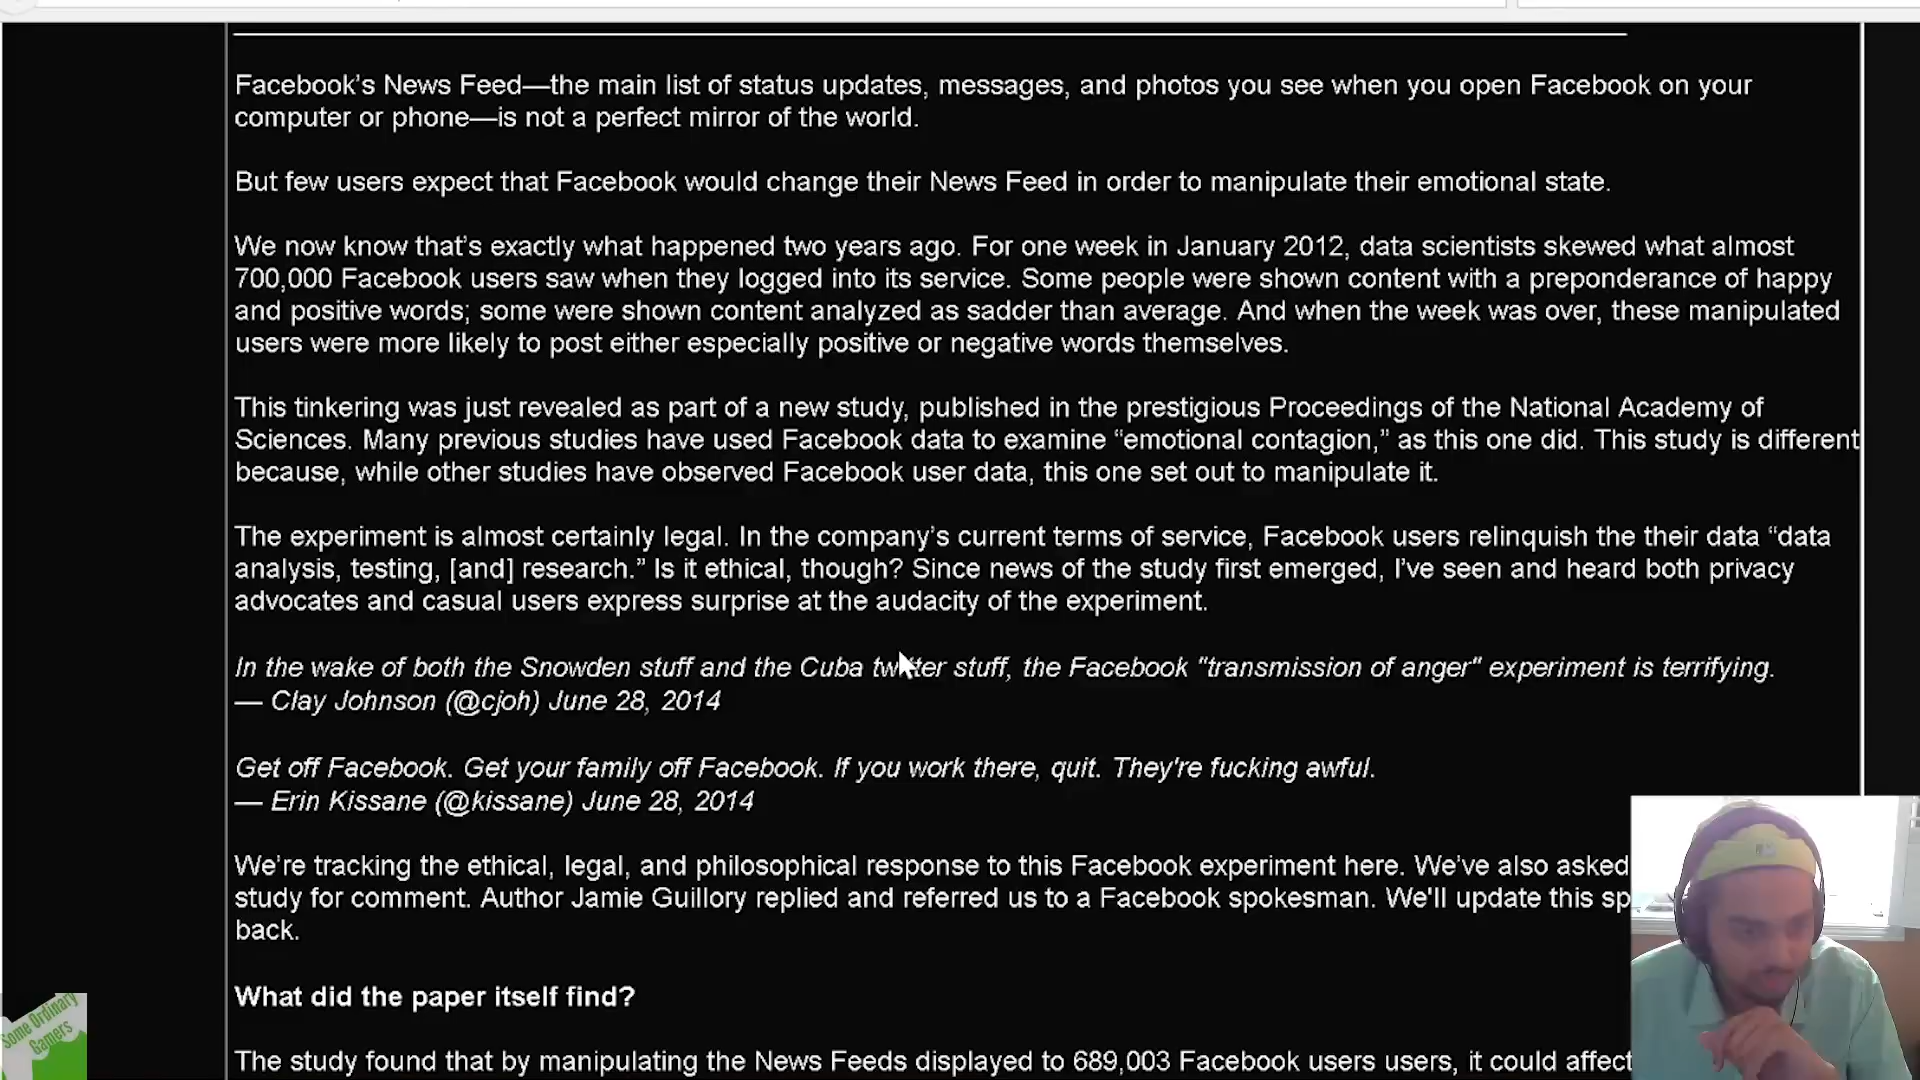 Facebook’s News Feed—the main list of status updates, messages, and photos you see when you open Facebook on your
computer or phone—is not a perfect mirror of the world.
But few users expect that Facebook would change their News Feed in order to manipulate their emotional state.
We now know that’s exactly what happened two years ago. For one week in January 2012, data scientists skewed what almost
700,000 Facebook users saw when they logged into its service. Some people were shown content with a preponderance of happy
and positive words; some were shown content analyzed as sadder than average. And when the week was over, these manipulated
users were more likely to post either especially positive or negative words themselves.
This tinkering was just revealed as part of a new study, published in the prestigious Proceedings of the National Academy of
Sciences. Many previous studies have used Facebook data to examine “emotional contagion,” as this one did. This study is different
because, while other studies have observed Facebook user data, this one set out to manipulate it.
The experiment is almost certainly legal. In the company’s current terms of service, Facebook users relinquish the their data “data
analysis, testing, [and] research.” Is it ethical, though? Since news of the study first emerged, I’ve seen and heard both privacy
advocates and casual users express surprise at the audacity of the experiment.
In the wake of both the Snowden stuff and the Cuba twitter stuff, the Facebook "transmission of anger" experiment is terrifying.
— Clay Johnson (@cjoh) June 28, 2014
Get off Facebook. Get your family off Facebook. If you work there, quit. They're fucking awful.
— Erin Kissane (@kissane) June 28, 2014
We’re tracking the ethical, legal, and philosophical response to this Facebook experiment here. We’ve also asked
study for comment. Author Jamie Guillory replied and referred us to a Facebook spokesman. We'll update this sp
back.
What did the paper itself find?
The study found that by manipulating the News Feeds displayed to 689,003 Facebook users users, it could affect
Some Ordinary
Gamers